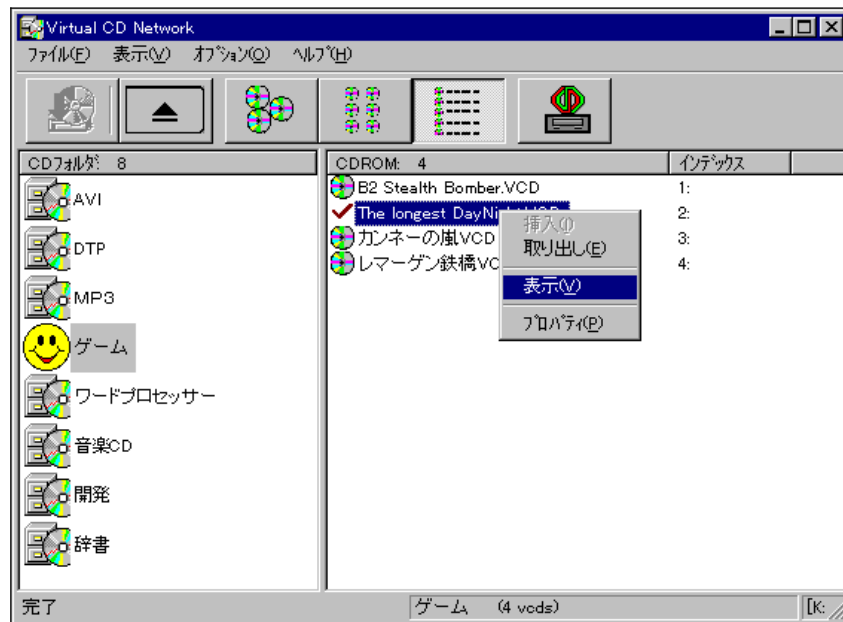 Virtual CD Network
ファイル(F) 表示(V) オプション(O) ヘルプ(H)
CDフォルダ: 8
AVI
DTP
MP3
ゲーム
ワードプロセッサー
音楽CD
開発
辞書
CDROM: 4 インデックス
B2 Stealth Bomber.VCD 1:
The longest DayNi 2:
カンネーの嵐VCD 3:
レマーゲン鉄橋VC 4:
挿入(I)
取り出し(E)
表示(V)
プロパティ(P)
完了 ゲーム (4 vcds) [K: